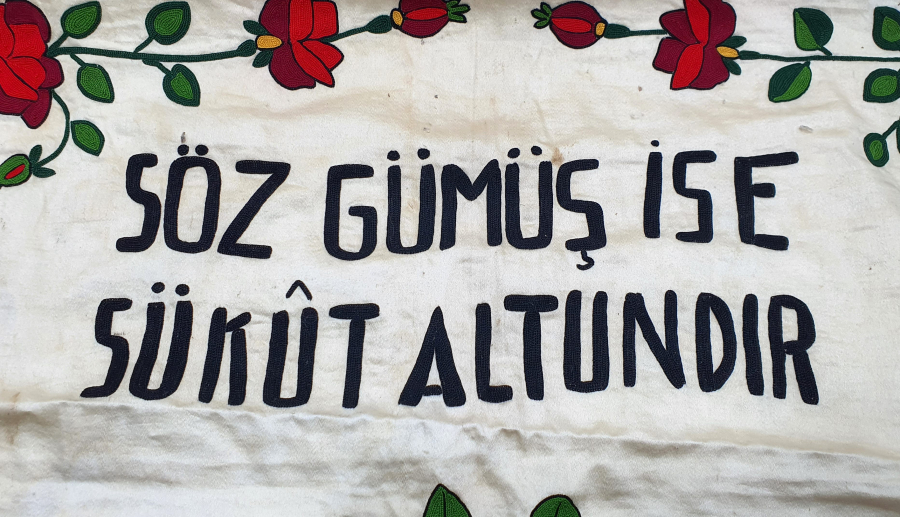 SÖZ GÜMÜŞ İSE
SÜKÛT ALTUNDIR